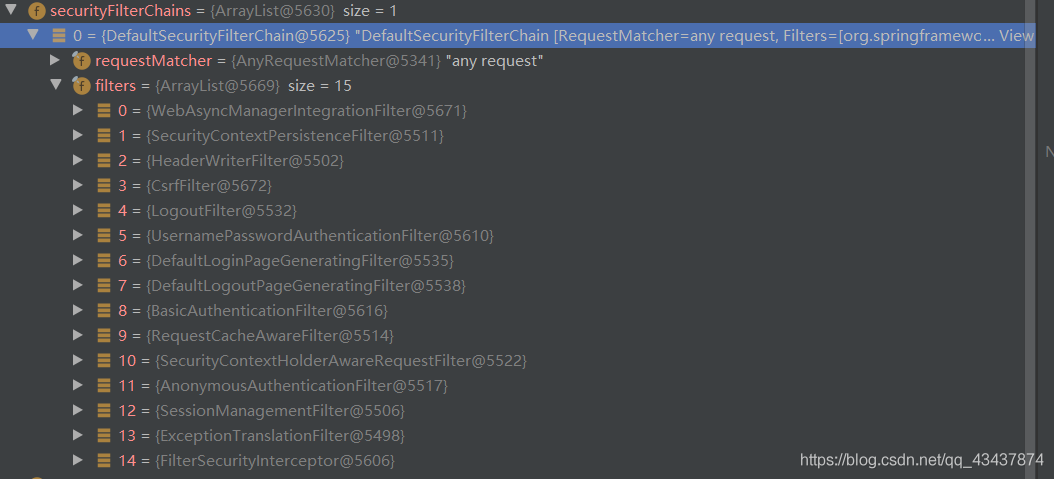 securityFilterChains = {ArrayList@5630} size = 1
0 = {DefaultSecurityFilterChain@5625} "DefaultSecurityFilterChain [RequestMatcher=any request, Filters=[org.springframewc... View
f requestMatcher = {AnyRequestMatcher@5341} "any request"
f filters = {ArrayList@5669} size = 15
0 = {WebAsyncManagerIntegrationFilter@5671}
1 = {SecurityContextPersistenceFilter@5511}
2 = {HeaderWriterFilter@5502}
3 = {CsrfFilter@5672}
4 = {LogoutFilter@5532}
5 = {UsernamePasswordAuthenticationFilter@5610}
6 = {DefaultLoginPageGeneratingFilter@5535}
7 = {DefaultLogoutPageGeneratingFilter@5538}
8 = {BasicAuthenticationFilter@5616}
9 = {RequestCacheAwareFilter@5514}
10 = {SecurityContextHolderAwareRequestFilter@5522}
11 = {AnonymousAuthenticationFilter@5517}
12 = {SessionManagementFilter@5506}
13 = {ExceptionTranslationFilter@5498}
14 = {FilterSecurityInterceptor@5606}
https://blog.csdn.net/qq_43437874